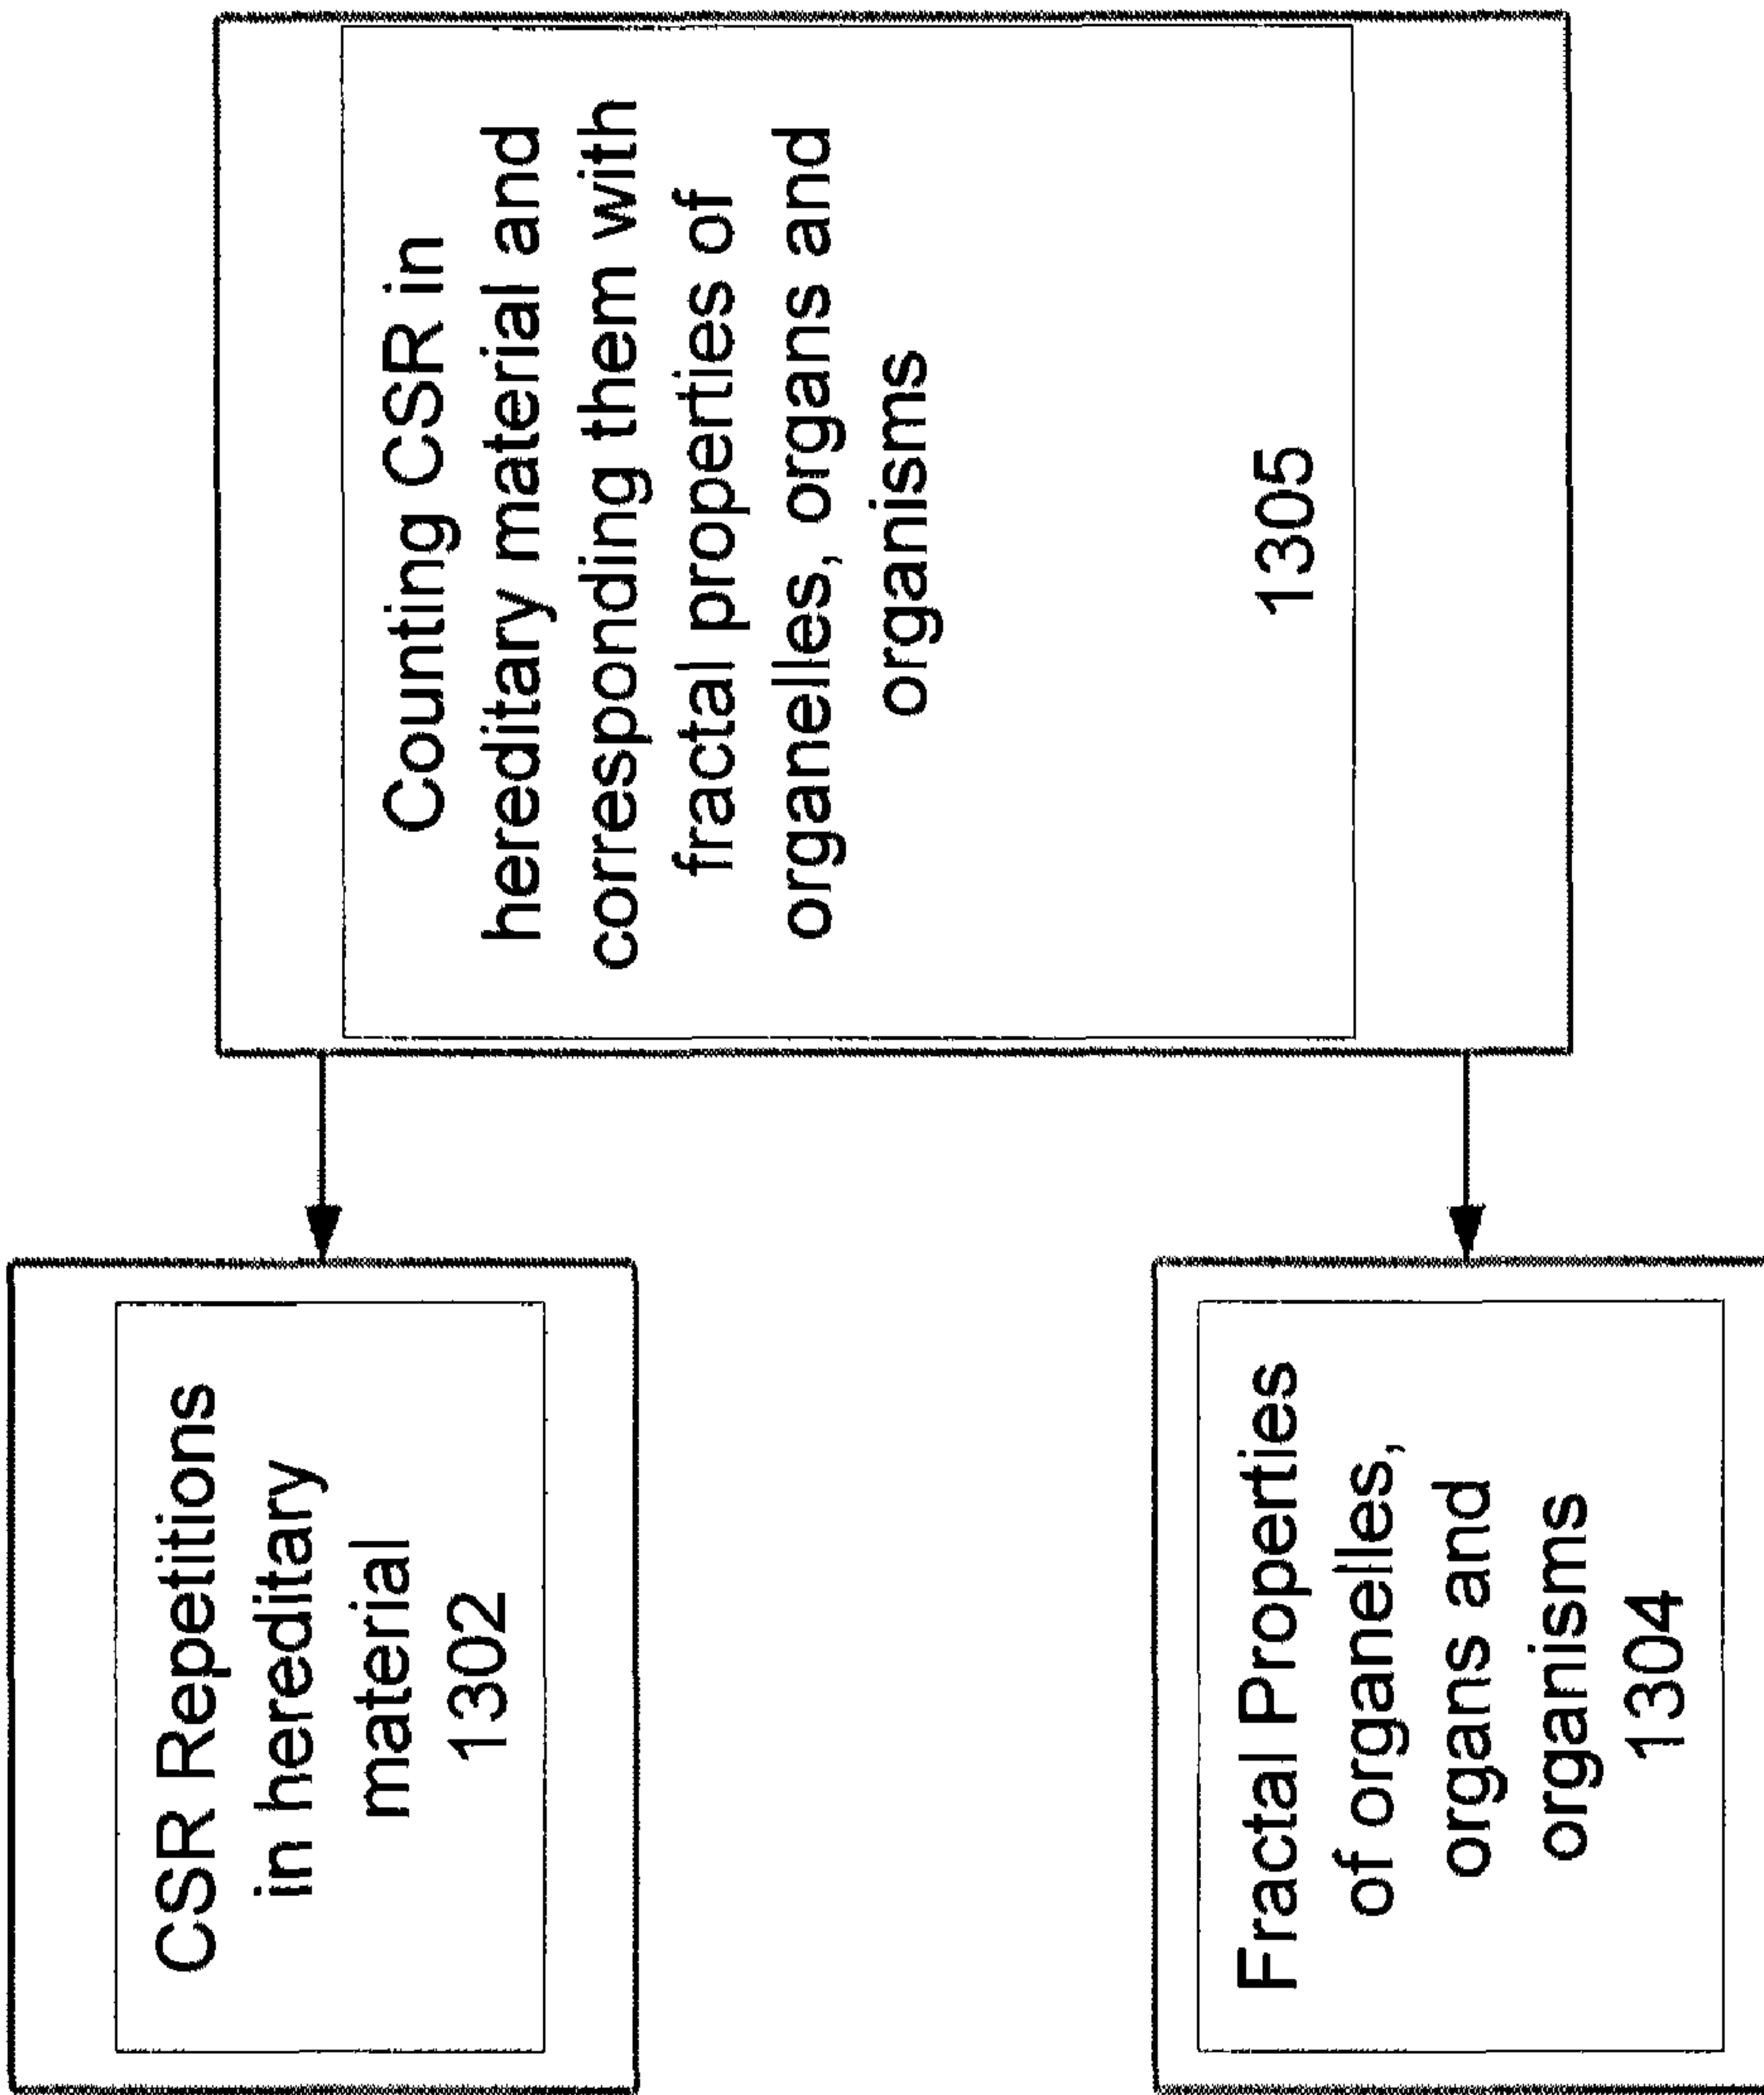 CSR Repetitions
in hereditary
material
1302
Fractal Properties
of organelles,
organs and
organisms
1304
Counting CSR in
hereditary material and
corresponding them with
fractal properties of
organelles, organs and
organisms
1305